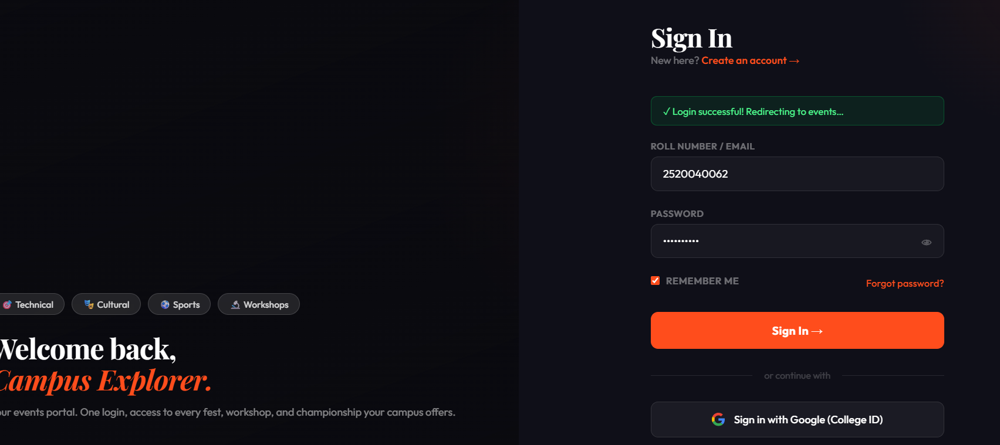 Sign In
New here? Create an account →
✓ Login successful! Redirecting to events...
ROLL NUMBER / EMAIL
2520040062
PASSWORD
••••••••••
REMEMBER ME
Forgot password?
Sign In →
or continue with
Sign in with Google (College ID)
Technical
Cultural
Sports
Workshops
Welcome back,
Campus Explorer.
our events portal. One login, access to every fest, workshop, and championship your campus offers.